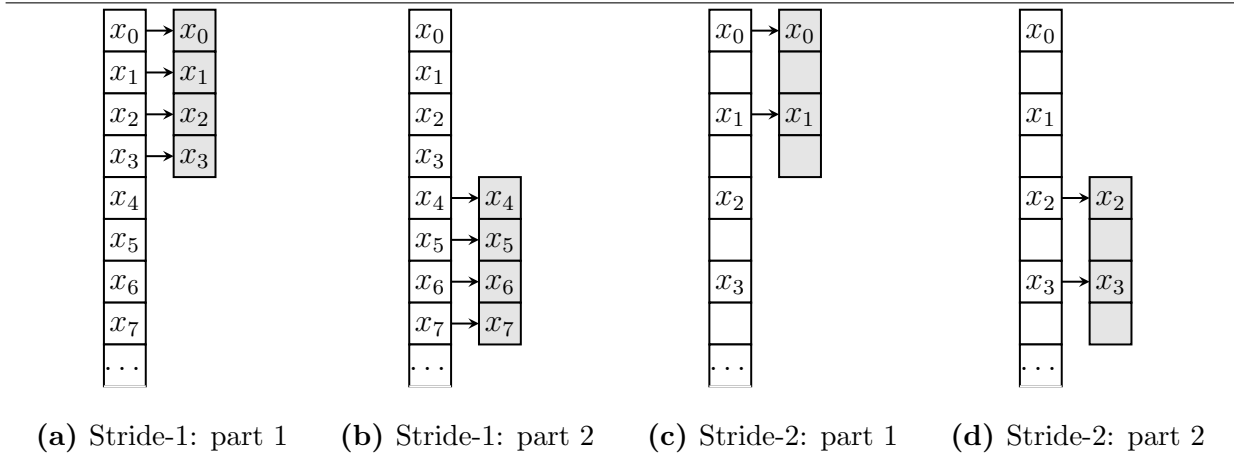 x₀ x₀ x₀ x₀ x₀ x₀
x₁ x₁ x₁
x₂ x₂ x₂ x₁ x₁ x₁
x₃ x₃ x₃
x₄ x₄ x₄ x₂ x₂ x₂
x₅ x₅ x₅
x₆ x₆ x₆ x₃ x₃ x₃
x₇ x₇ x₇
... ... ... ...
(a) Stride-1: part 1 (b) Stride-1: part 2 (c) Stride-2: part 1 (d) Stride-2: part 2